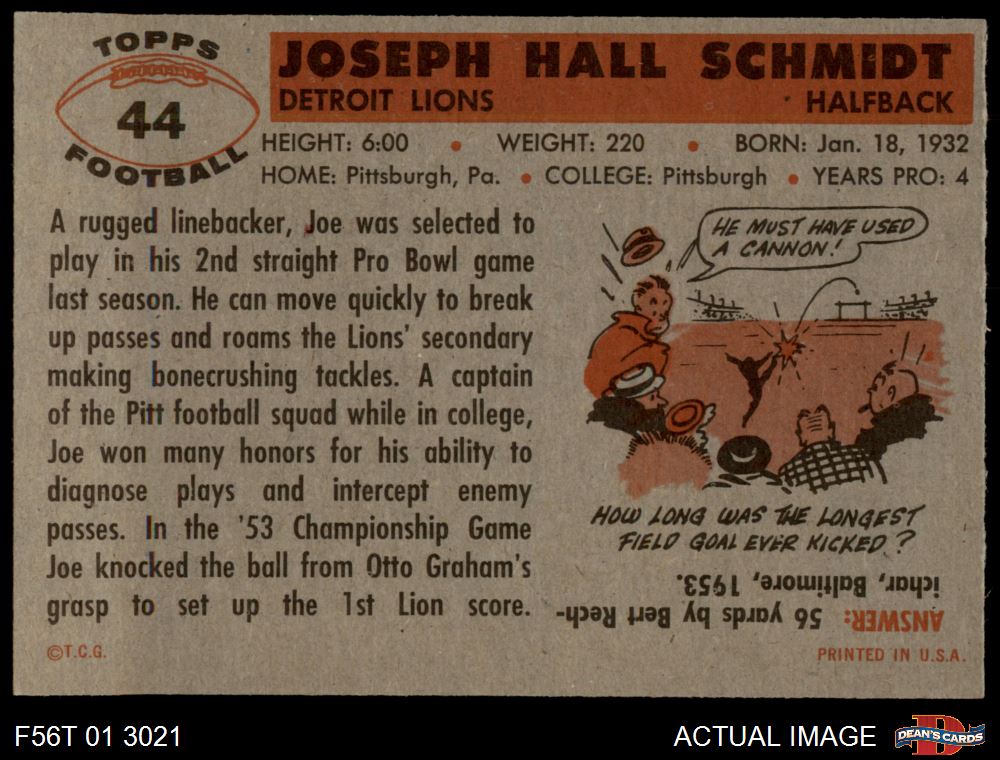 TOPPS
44
FOOTBALL
JOSEPH HALL SCHMIDT
DETROIT LIONS HALFBACK
HEIGHT: 6:00 • WEIGHT: 220 • BORN: Jan. 18, 1932
HOME: Pittsburgh, Pa. • COLLEGE: Pittsburgh • YEARS PRO: 4
A rugged linebacker, Joe was selected to
play in his 2nd straight Pro Bowl game
last season. He can move quickly to break
up passes and roams the Lions' secondary
making bonecrushing tackles. A captain
of the Pitt football squad while in college,
Joe won many honors for his ability to
diagnose plays and intercept enemy
passes. In the '53 Championship Game
Joe knocked the ball from Otto Graham's
grasp to set up the 1st Lion score.
HE MUST HAVE USED
A CANNON!
HOW LONG WAS THE LONGEST
FIELD GOAL EVER KICKED?
ANSWER: 56 yards by Bert Rech-
ichar, Baltimore, 1953.
©T.C.G.
PRINTED IN U.S.A.
F56T 01 3021
ACTUAL IMAGE
D
DEAN'S CARDS